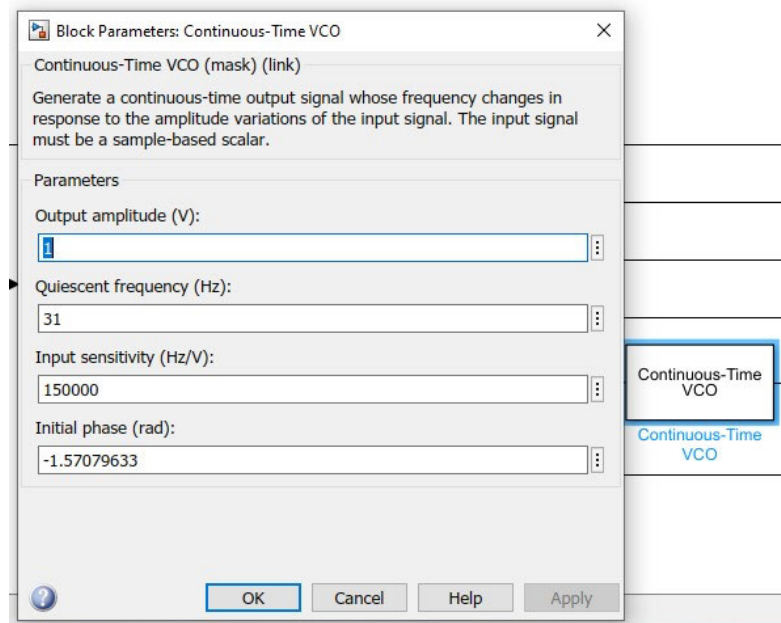 Block Parameters: Continuous-Time VCO
Continuous-Time VCO (mask) (link)
Generate a continuous-time output signal whose frequency changes in
response to the amplitude variations of the input signal. The input signal
must be a sample-based scalar.
Parameters
Output amplitude (V):
1
Quiescent frequency (Hz):
31
Input sensitivity (Hz/V):
150000
Initial phase (rad):
-1.57079633
OK Cancel Help Apply
Continuous-Time
VCO
Continuous-Time
VCO